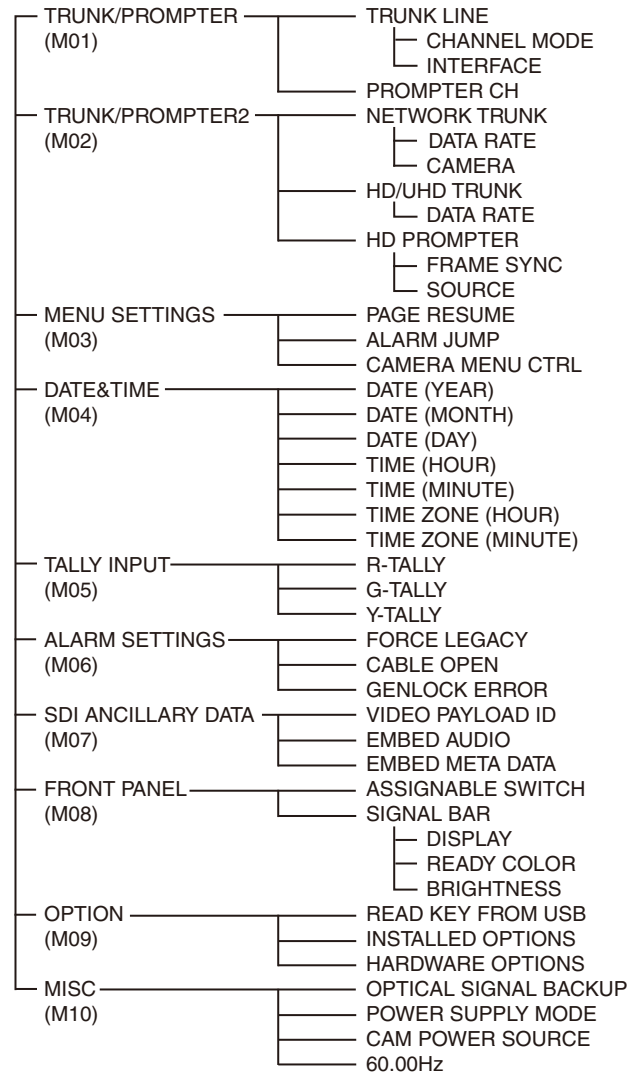 TRUNK/PROMPTER
(M01)
TRUNK LINE
CHANNEL MODE
INTERFACE
PROMPTER CH
TRUNK/PROMPTER2
(M02)
NETWORK TRUNK
DATA RATE
CAMERA
HD/UHD TRUNK
DATA RATE
HD PROMPTER
FRAME SYNC
SOURCE
MENU SETTINGS
(M03)
PAGE RESUME
ALARM JUMP
CAMERA MENU CTRL
DATE&TIME
(M04)
DATE (YEAR)
DATE (MONTH)
DATE (DAY)
TIME (HOUR)
TIME (MINUTE)
TIME ZONE (HOUR)
TIME ZONE (MINUTE)
TALLY INPUT
(M05)
R-TALLY
G-TALLY
Y-TALLY
ALARM SETTINGS
(M06)
FORCE LEGACY
CABLE OPEN
GENLOCK ERROR
SDI ANCILLARY DATA
(M07)
VIDEO PAYLOAD ID
EMBED AUDIO
EMBED META DATA
FRONT PANEL
(M08)
ASSIGNABLE SWITCH
SIGNAL BAR
DISPLAY
READY COLOR
BRIGHTNESS
OPTION
(M09)
READ KEY FROM USB
INSTALLED OPTIONS
HARDWARE OPTIONS
MISC
(M10)
OPTICAL SIGNAL BACKUP
POWER SUPPLY MODE
CAM POWER SOURCE
60.00Hz